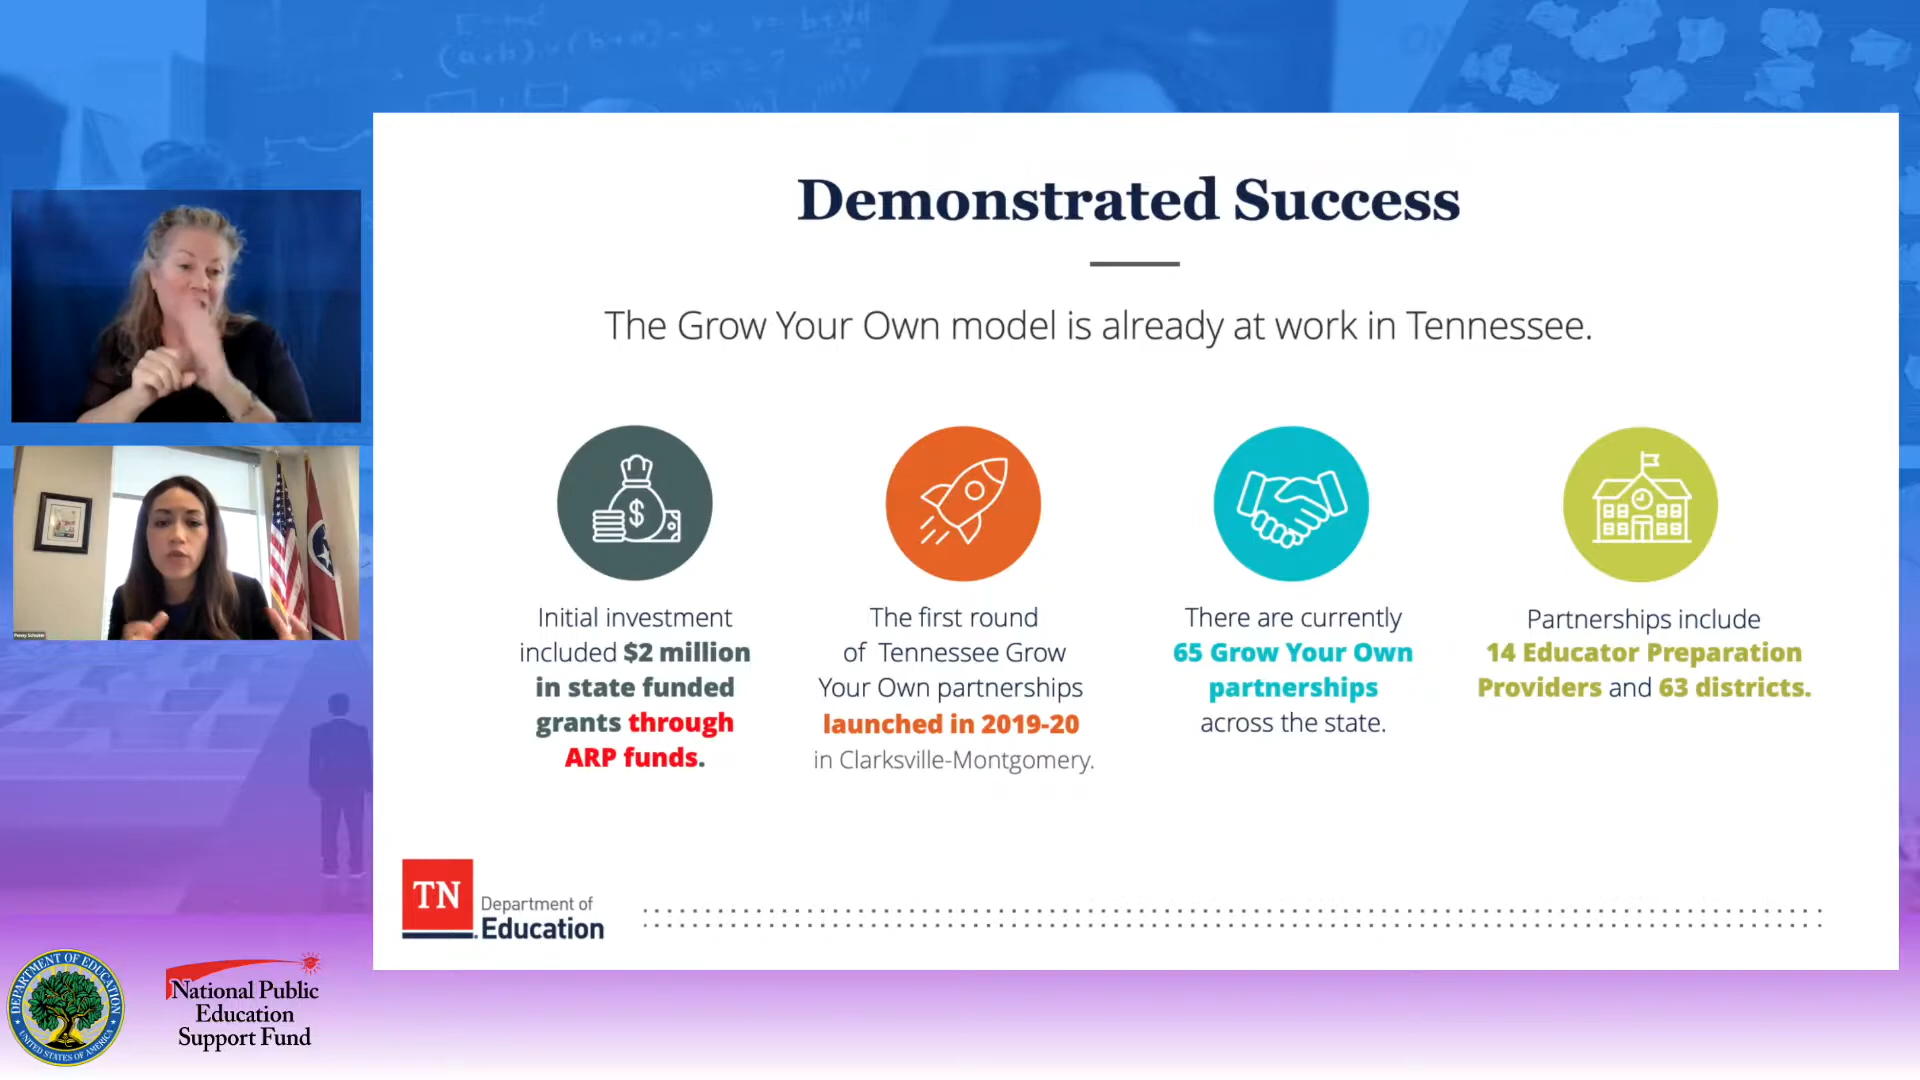 Demonstrated Success
The Grow Your Own model is already at work in Tennessee.
$
Initial investment
included $2 million
in state funded
grants through
ARP funds.
The first round
of Tennessee Grow
Your Own partnerships
launched in 2019-20
in Clarksville-Montgomery.
There are currently
65 Grow Your Own
partnerships
across the state.
Partnerships include
14 Educator Preparation
Providers and 63 districts.
Penny Schwinn
TN
Department of
Education
DEPARTMENT OF EDUCATION
UNITED STATES OF AMERICA
National Public
Education
Support Fund